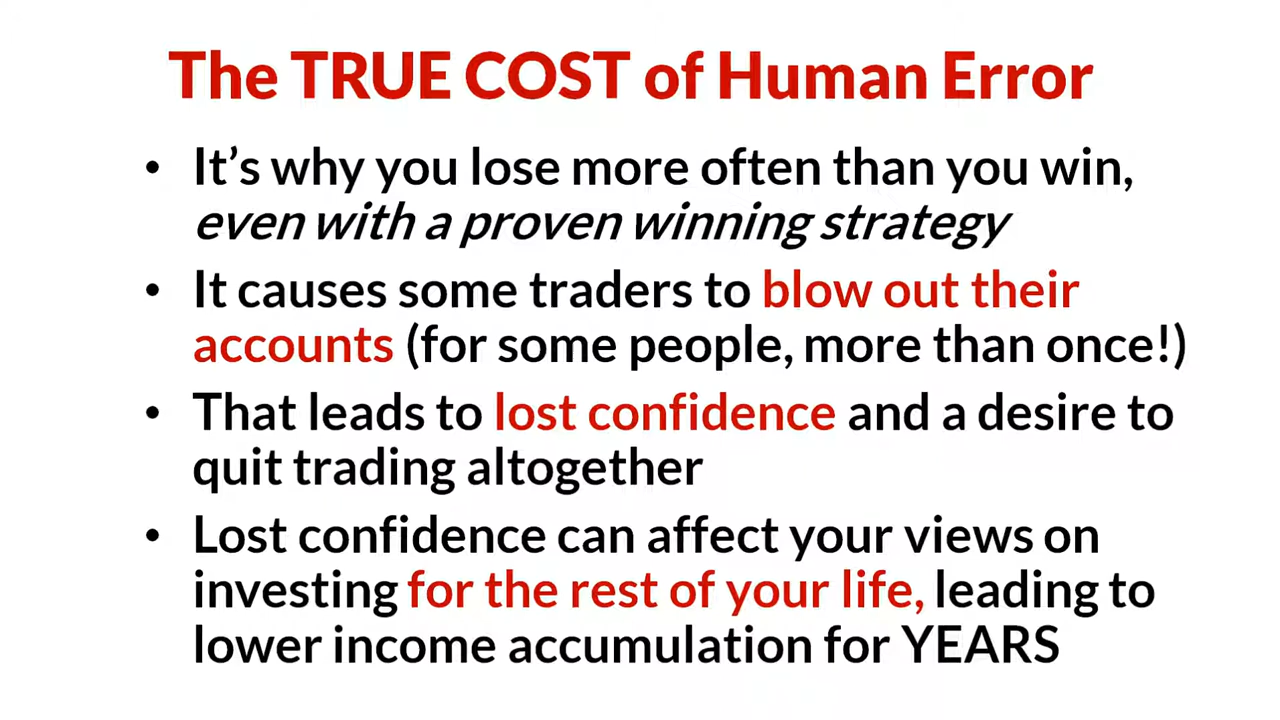 The TRUE COST of Human Error
• It’s why you lose more often than you win,
even with a proven winning strategy
• It causes some traders to blow out their
accounts (for some people, more than once!)
• That leads to lost confidence and a desire to
quit trading altogether
• Lost confidence can affect your views on
investing for the rest of your life, leading to
lower income accumulation for YEARS